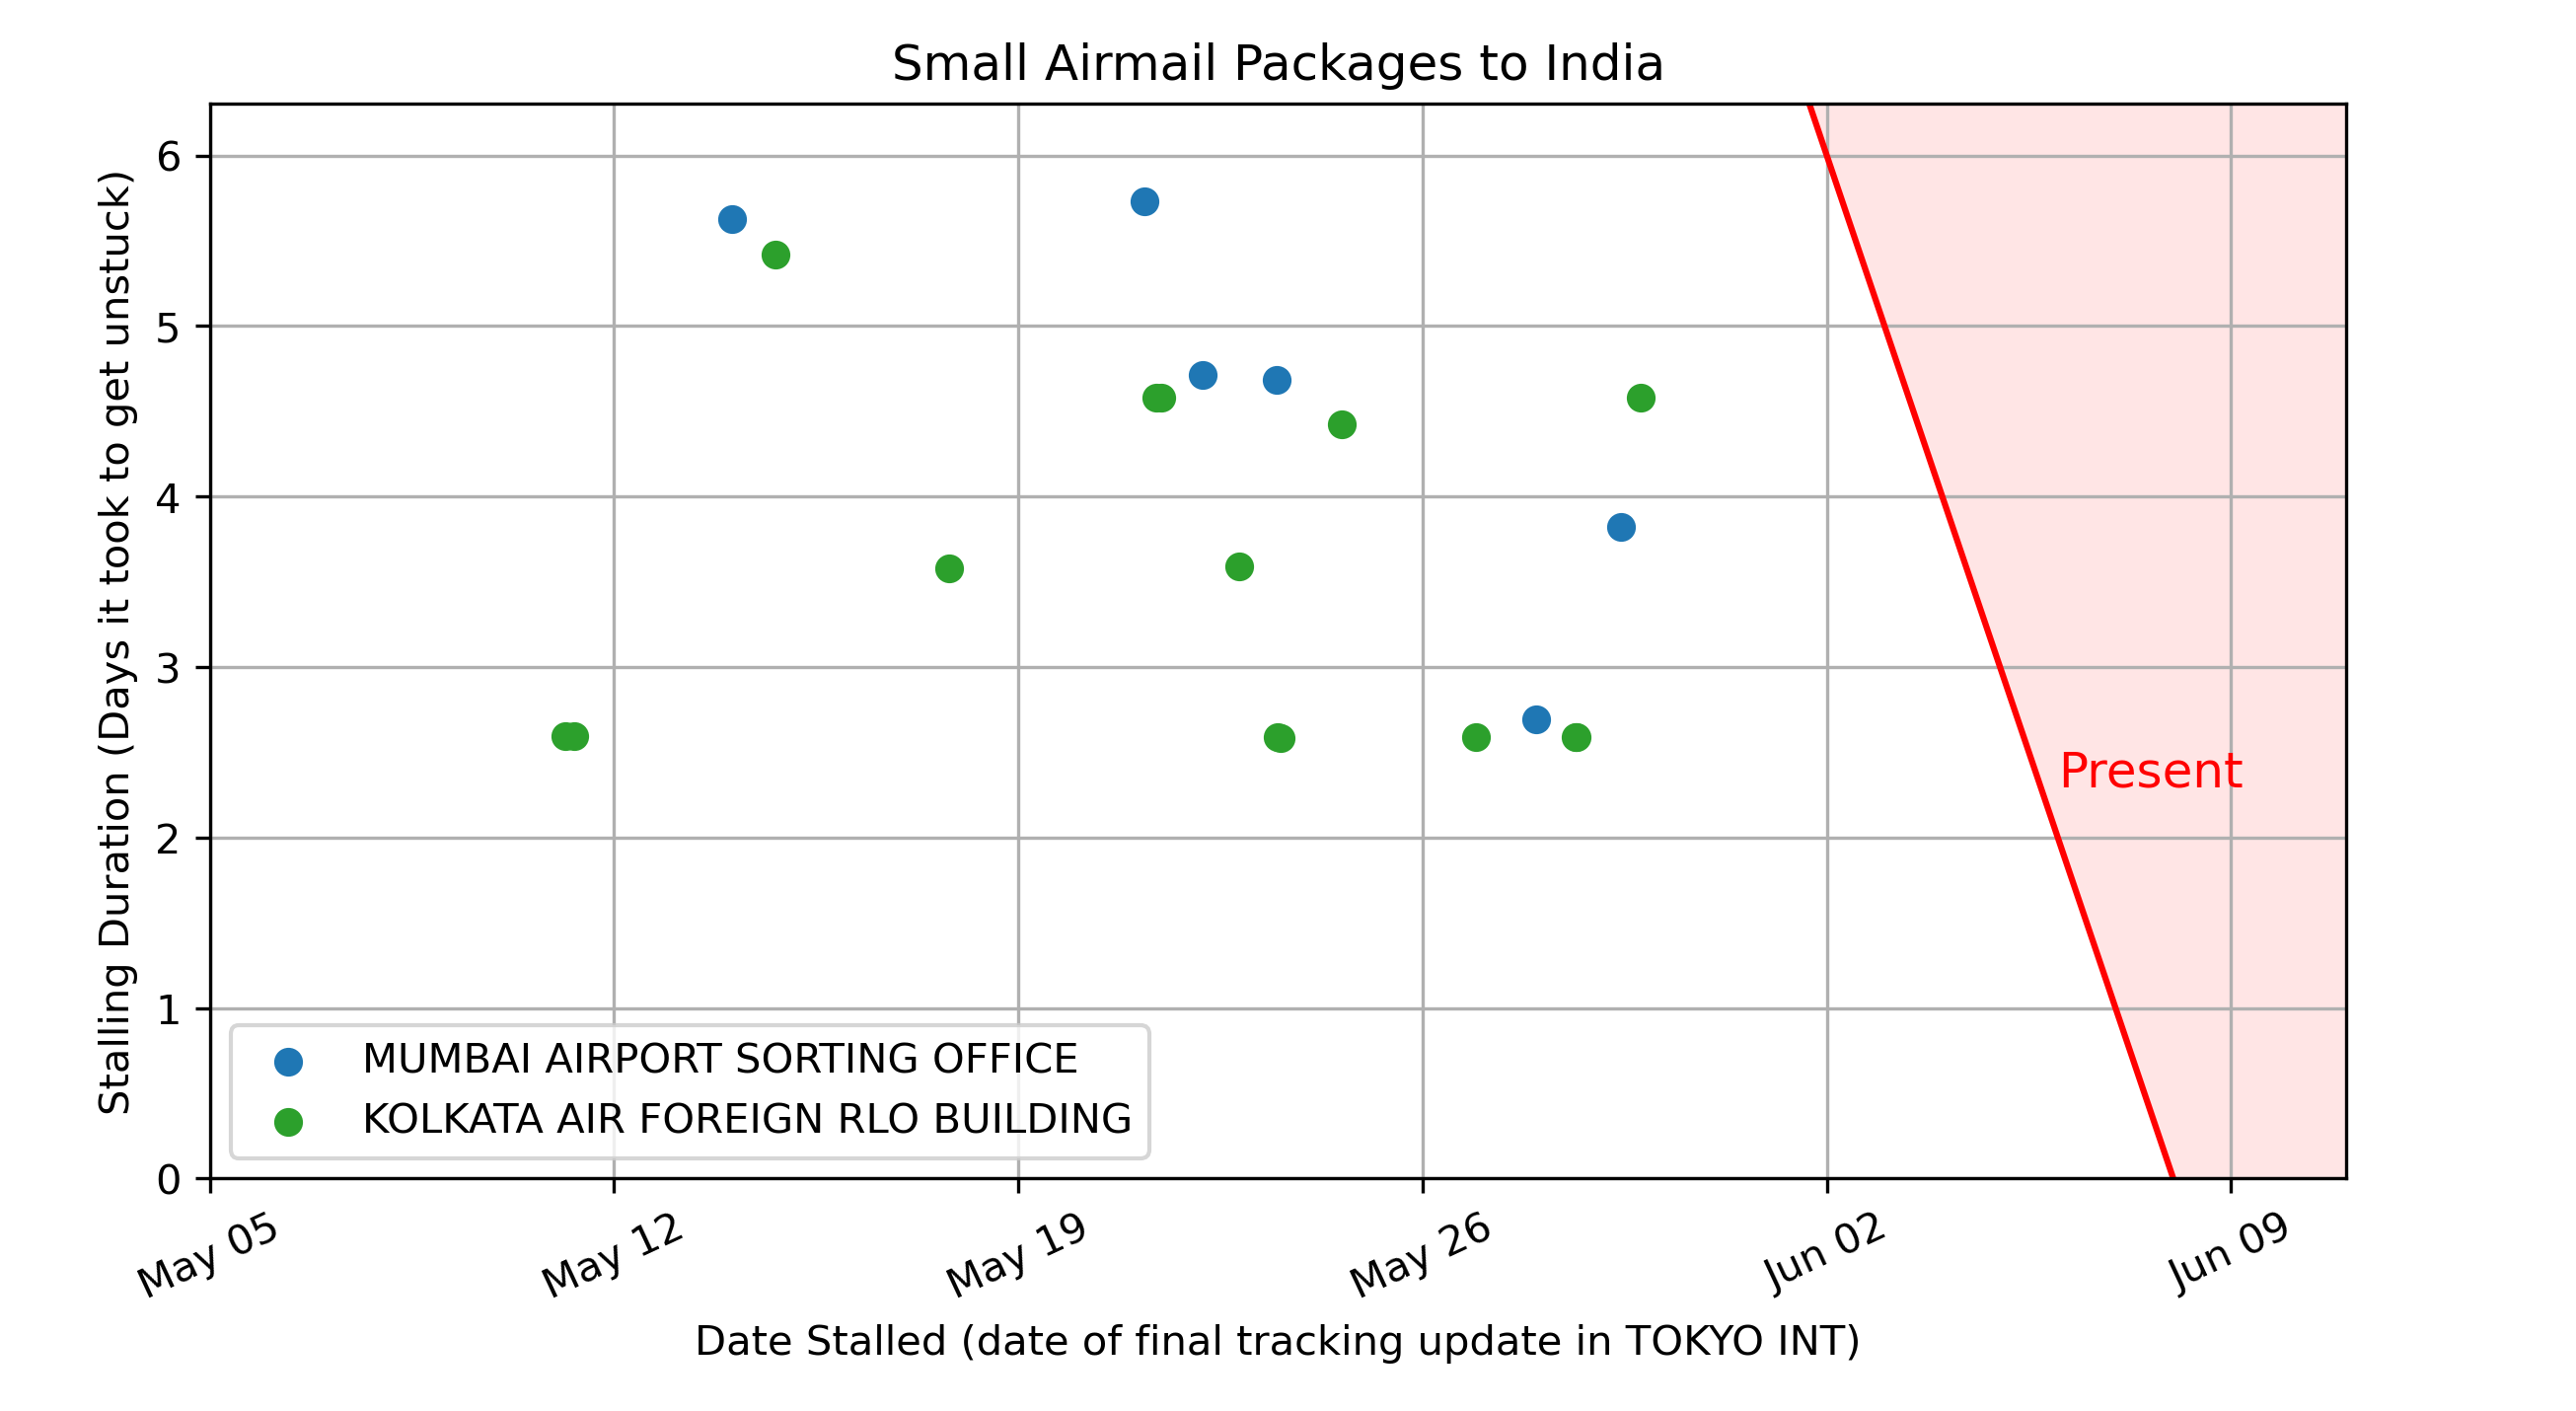 Small Airmail Packages to India
Stalling Duration (Days it took to get unstuck)
6
5
4
3
2
1
0
Present
MUMBAI AIRPORT SORTING OFFICE
KOLKATA AIR FOREIGN RLO BUILDING
May 05
May 12
May 19
May 26
Jun 02
Jun 09
Date Stalled (date of final tracking update in TOKYO INT)